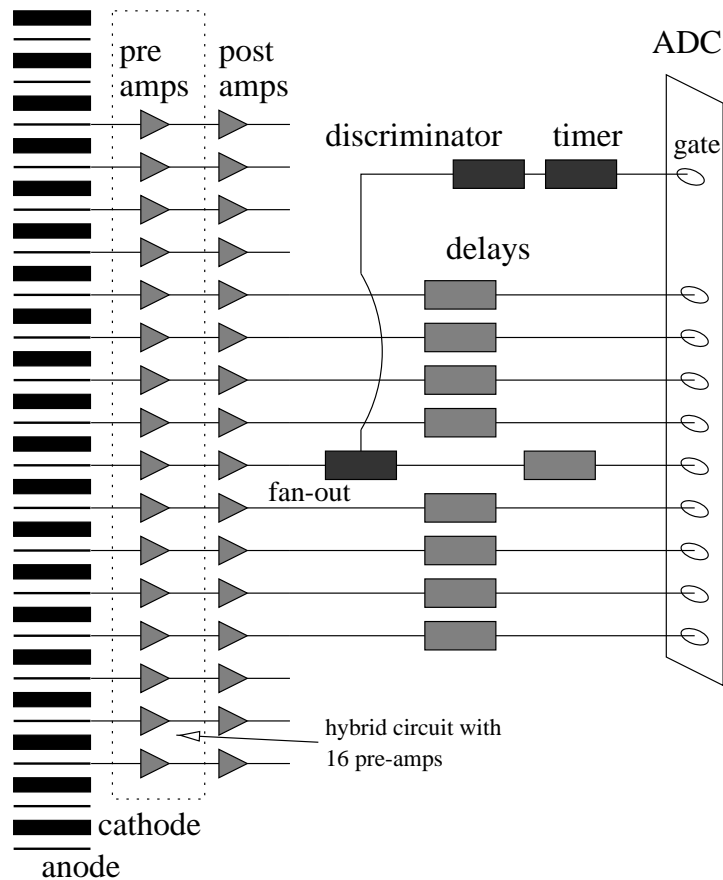 ADC
pre
amps
post
amps
discriminator
timer
gate
delays
fan-out
hybrid circuit with
16 pre-amps
cathode
anode